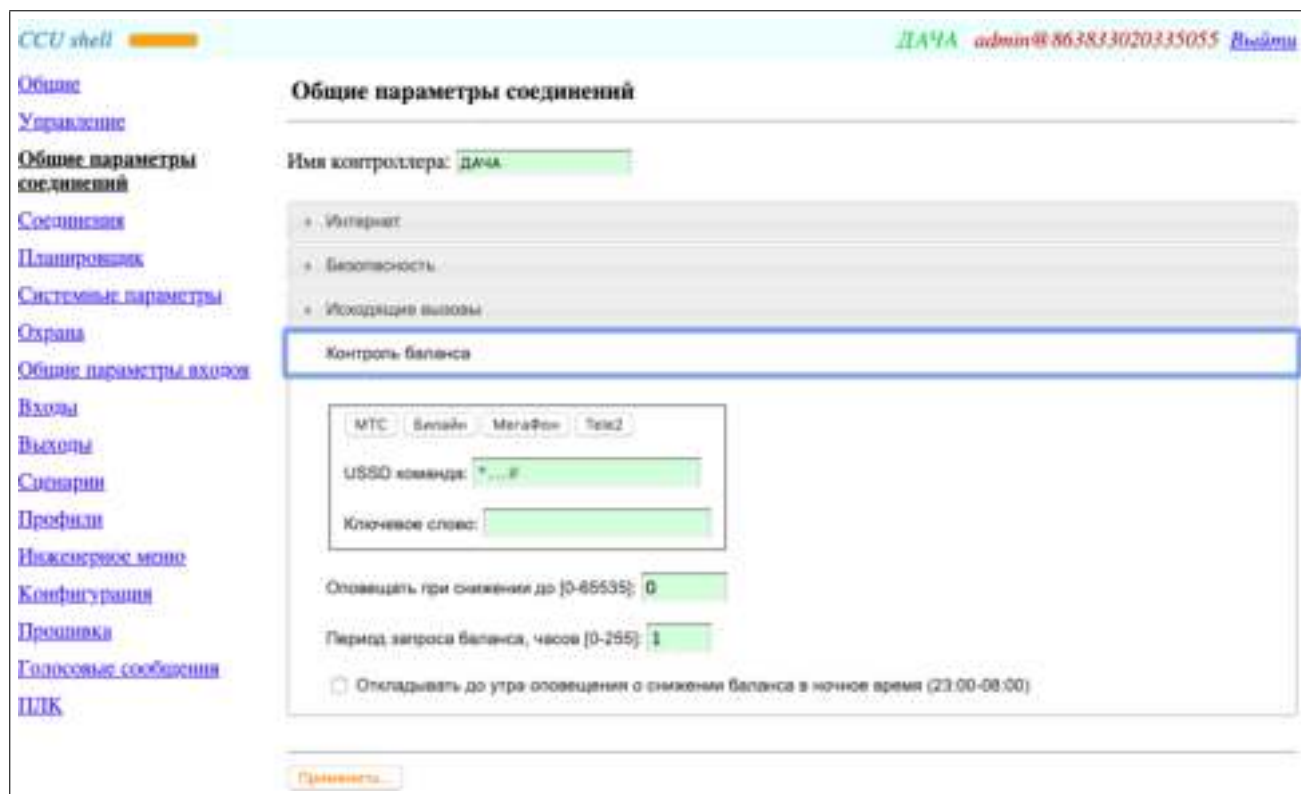 CCU shell
ДАЧА admin@863833020335055 Выйти
Общие
Управление
Общие параметры
соединений
Соединения
Планировщик
Системные параметры
Охрана
Общие параметры входов
Входы
Выходы
Сценарии
Профили
Инженерное меню
Конфигурация
Прошивка
Голосовые сообщения
ПЛК
Общие параметры соединений
Имя контроллера: ДАЧА
Интернет
Безопасность
Исходящие вызовы
Контроль баланса
МТС Билайн МегаФон Tele2
USSD команда: *...#
Ключевое слово:
Оповещать при снижении до [0-65535]: 0
Период запроса баланса, часов [0-255]: 1
Откладывать до утра оповещения о снижении баланса в ночное время (23:00-08:00)
Применить...